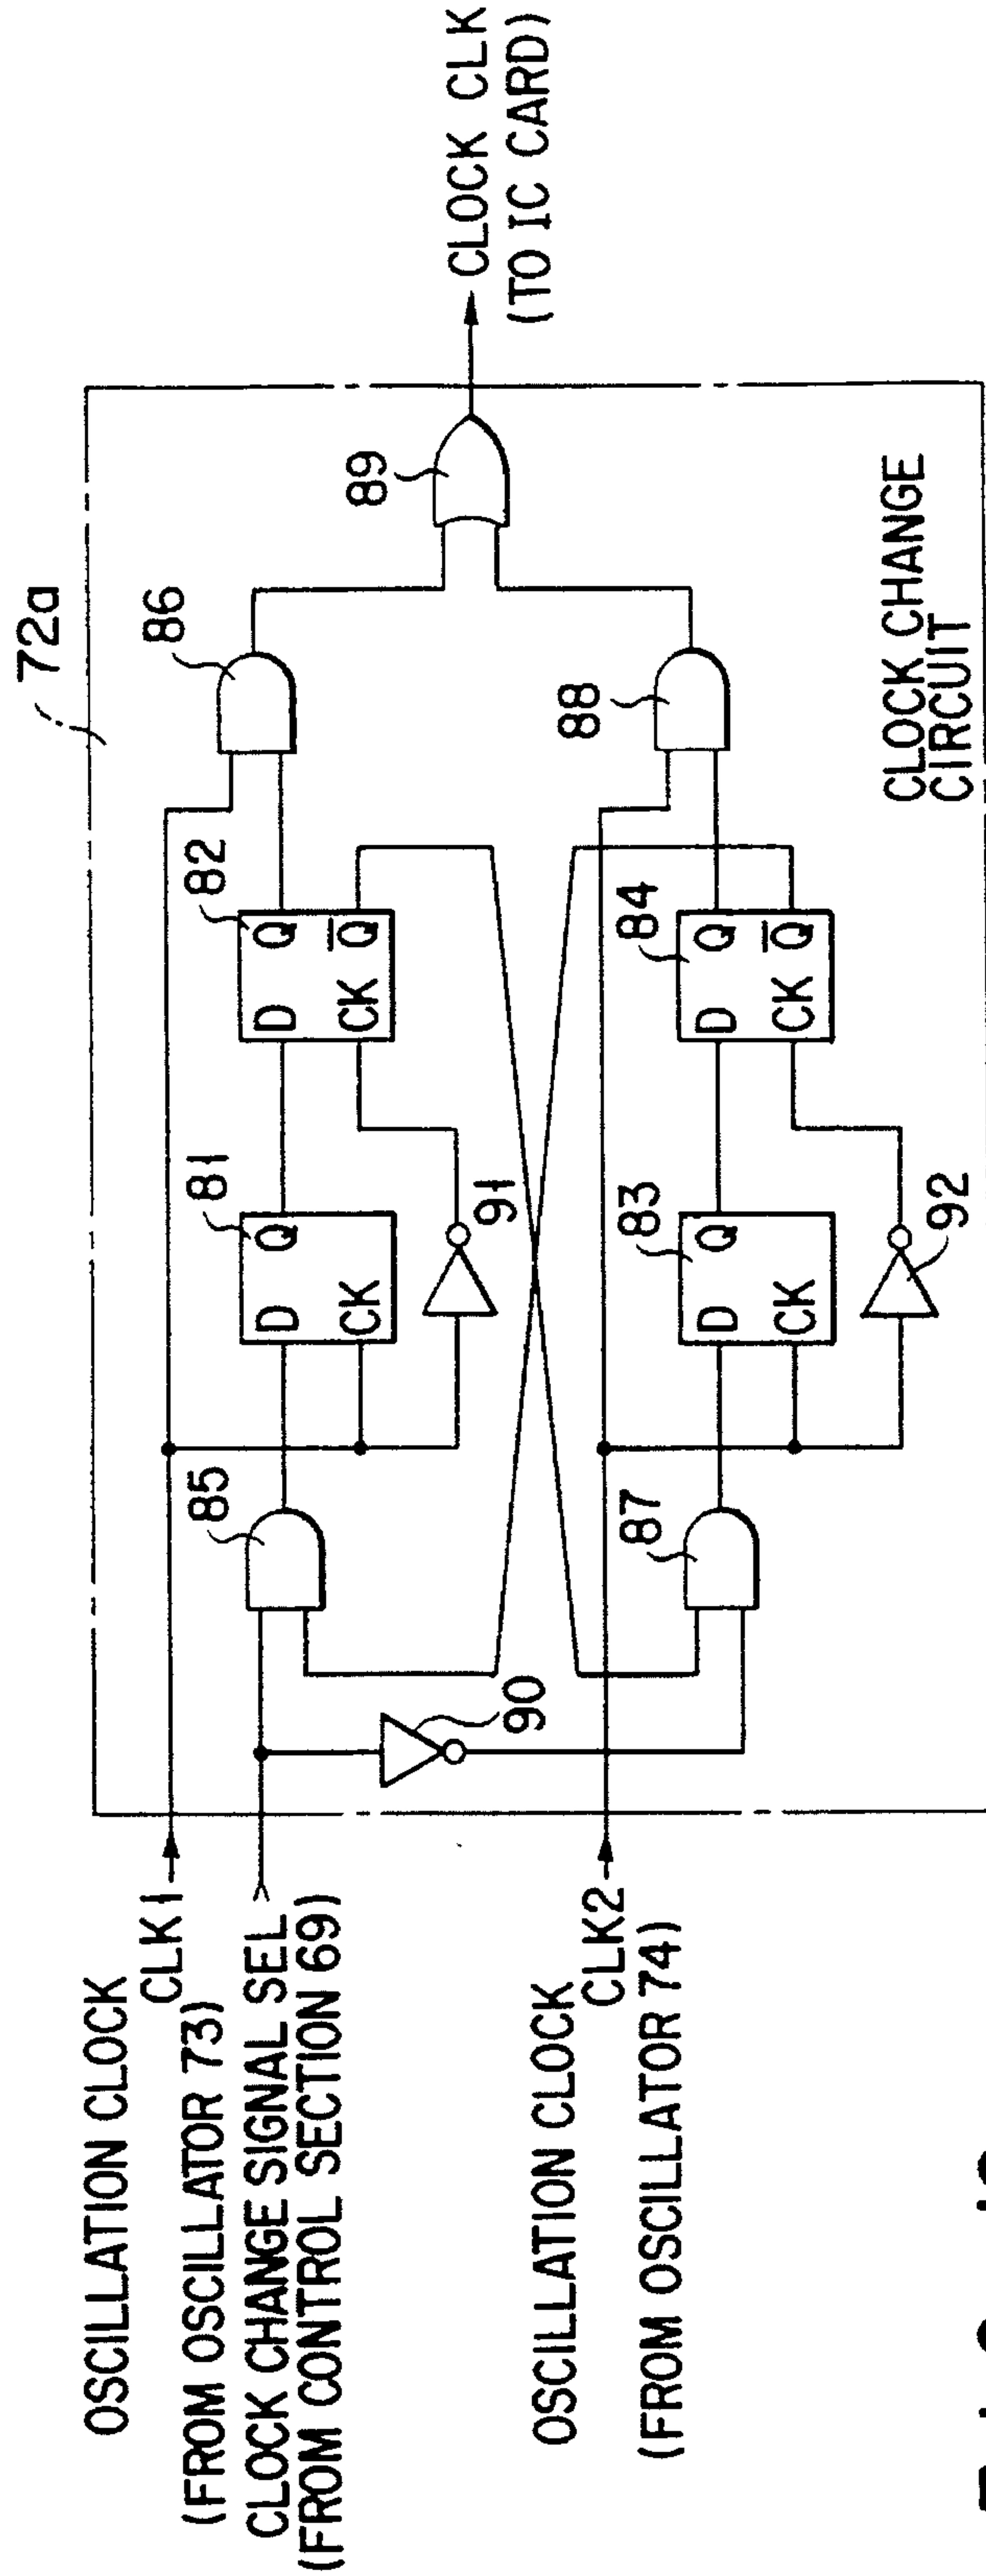 OSCILLATION CLOCK
CLK1
(FROM OSCILLATOR 73)
CLOCK CHANGE SIGNAL SEL
(FROM CONTROL SECTION 69)
OSCILLATION CLOCK
CLK2
(FROM OSCILLATOR 74)
72a
85
D Q
CK
81
D Q
CK Q̅
82
86
90
91
87
D Q
CK
83
D Q
CK Q̅
84
88
92
89
CLOCK CHANGE
CIRCUIT
CLOCK CLK
(TO IC CARD)